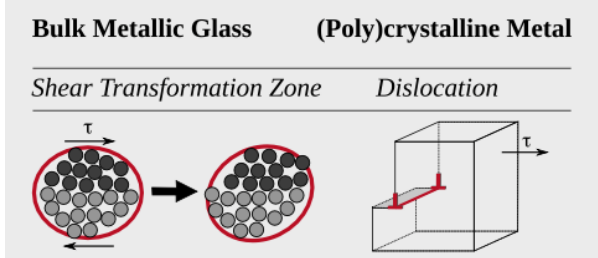 Bulk Metallic Glass (Poly)crystalline Metal
Shear Transformation Zone Dislocation
τ
τ